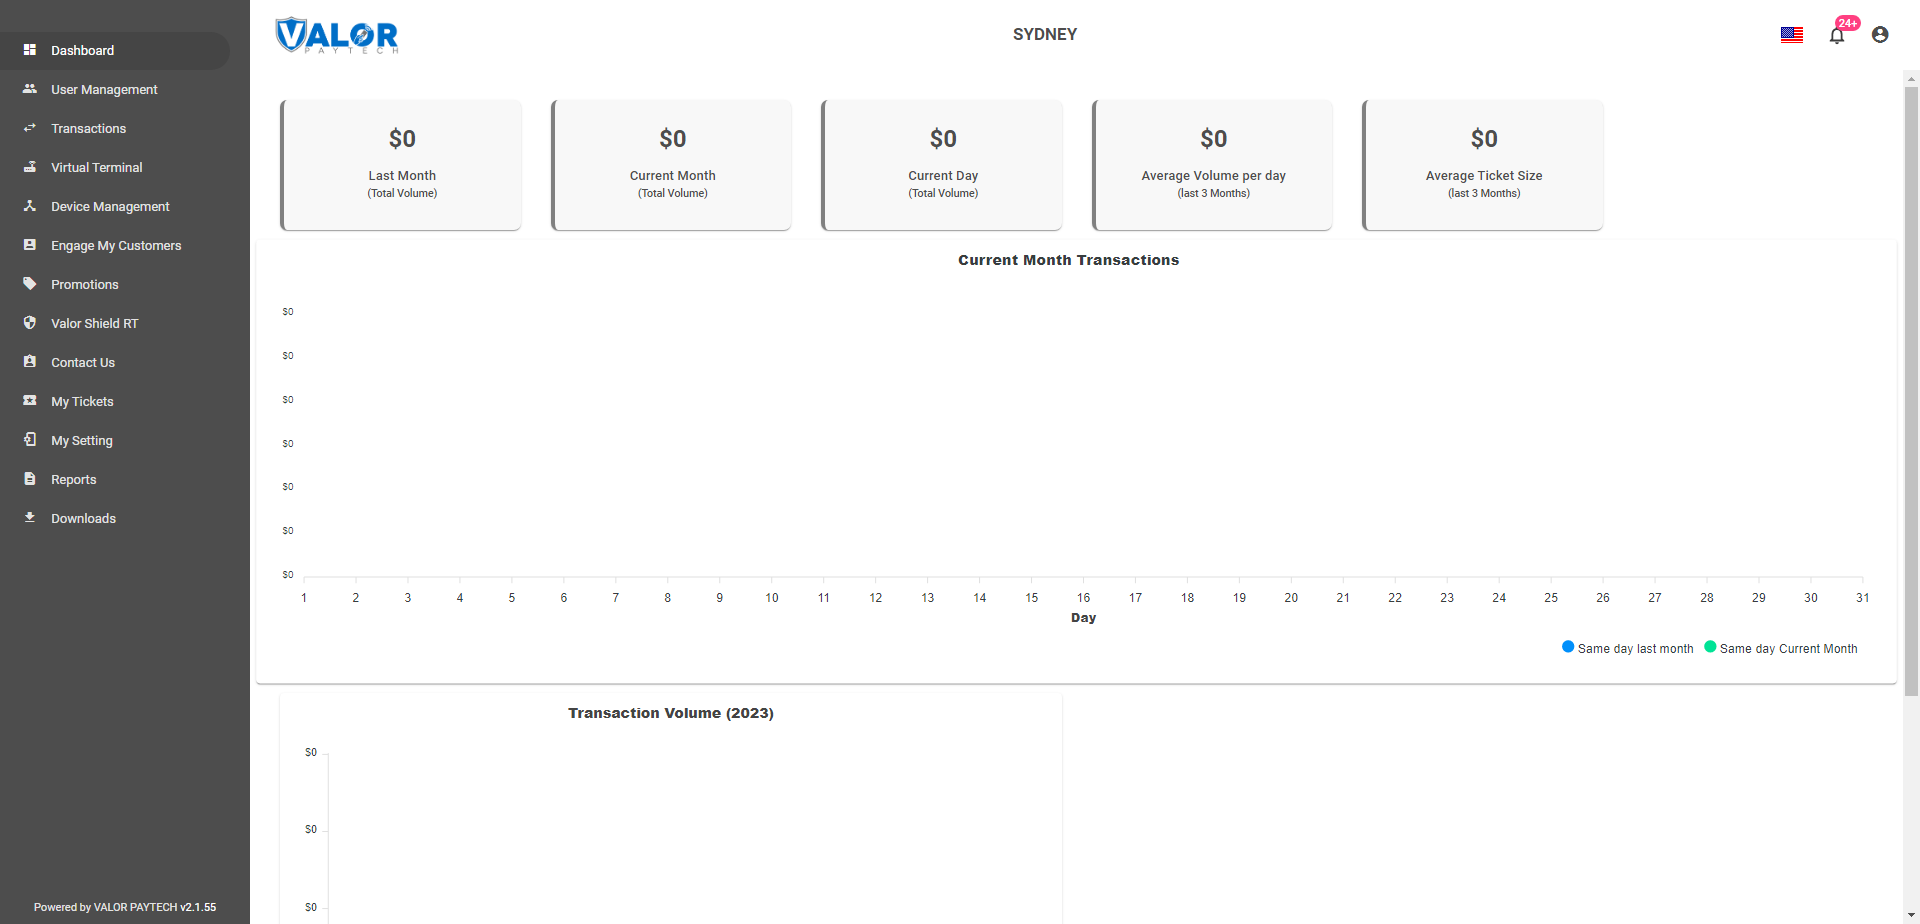 Dashboard
User Management
Transactions
Virtual Terminal
Device Management
Engage My Customers
Promotions
Valor Shield RT
Contact Us
My Tickets
My Setting
Reports
Downloads
Powered by VALOR PAYTECH v2.1.55
VALOR
PAYTECH
SYDNEY
24+
$0
Last Month
(Total Volume)
$0
Current Month
(Total Volume)
$0
Current Day
(Total Volume)
$0
Average Volume per day
(last 3 Months)
$0
Average Ticket Size
(last 3 Months)
Current Month Transactions
$0
$0
$0
$0
$0
$0
$0
1 2 3 4 5 6 7 8 9 10 11 12 13 14 15 16 17 18 19 20 21 22 23 24 25 26 27 28 29 30 31
Day
Same day last month Same day Current Month
Transaction Volume (2023)
$0
$0
$0